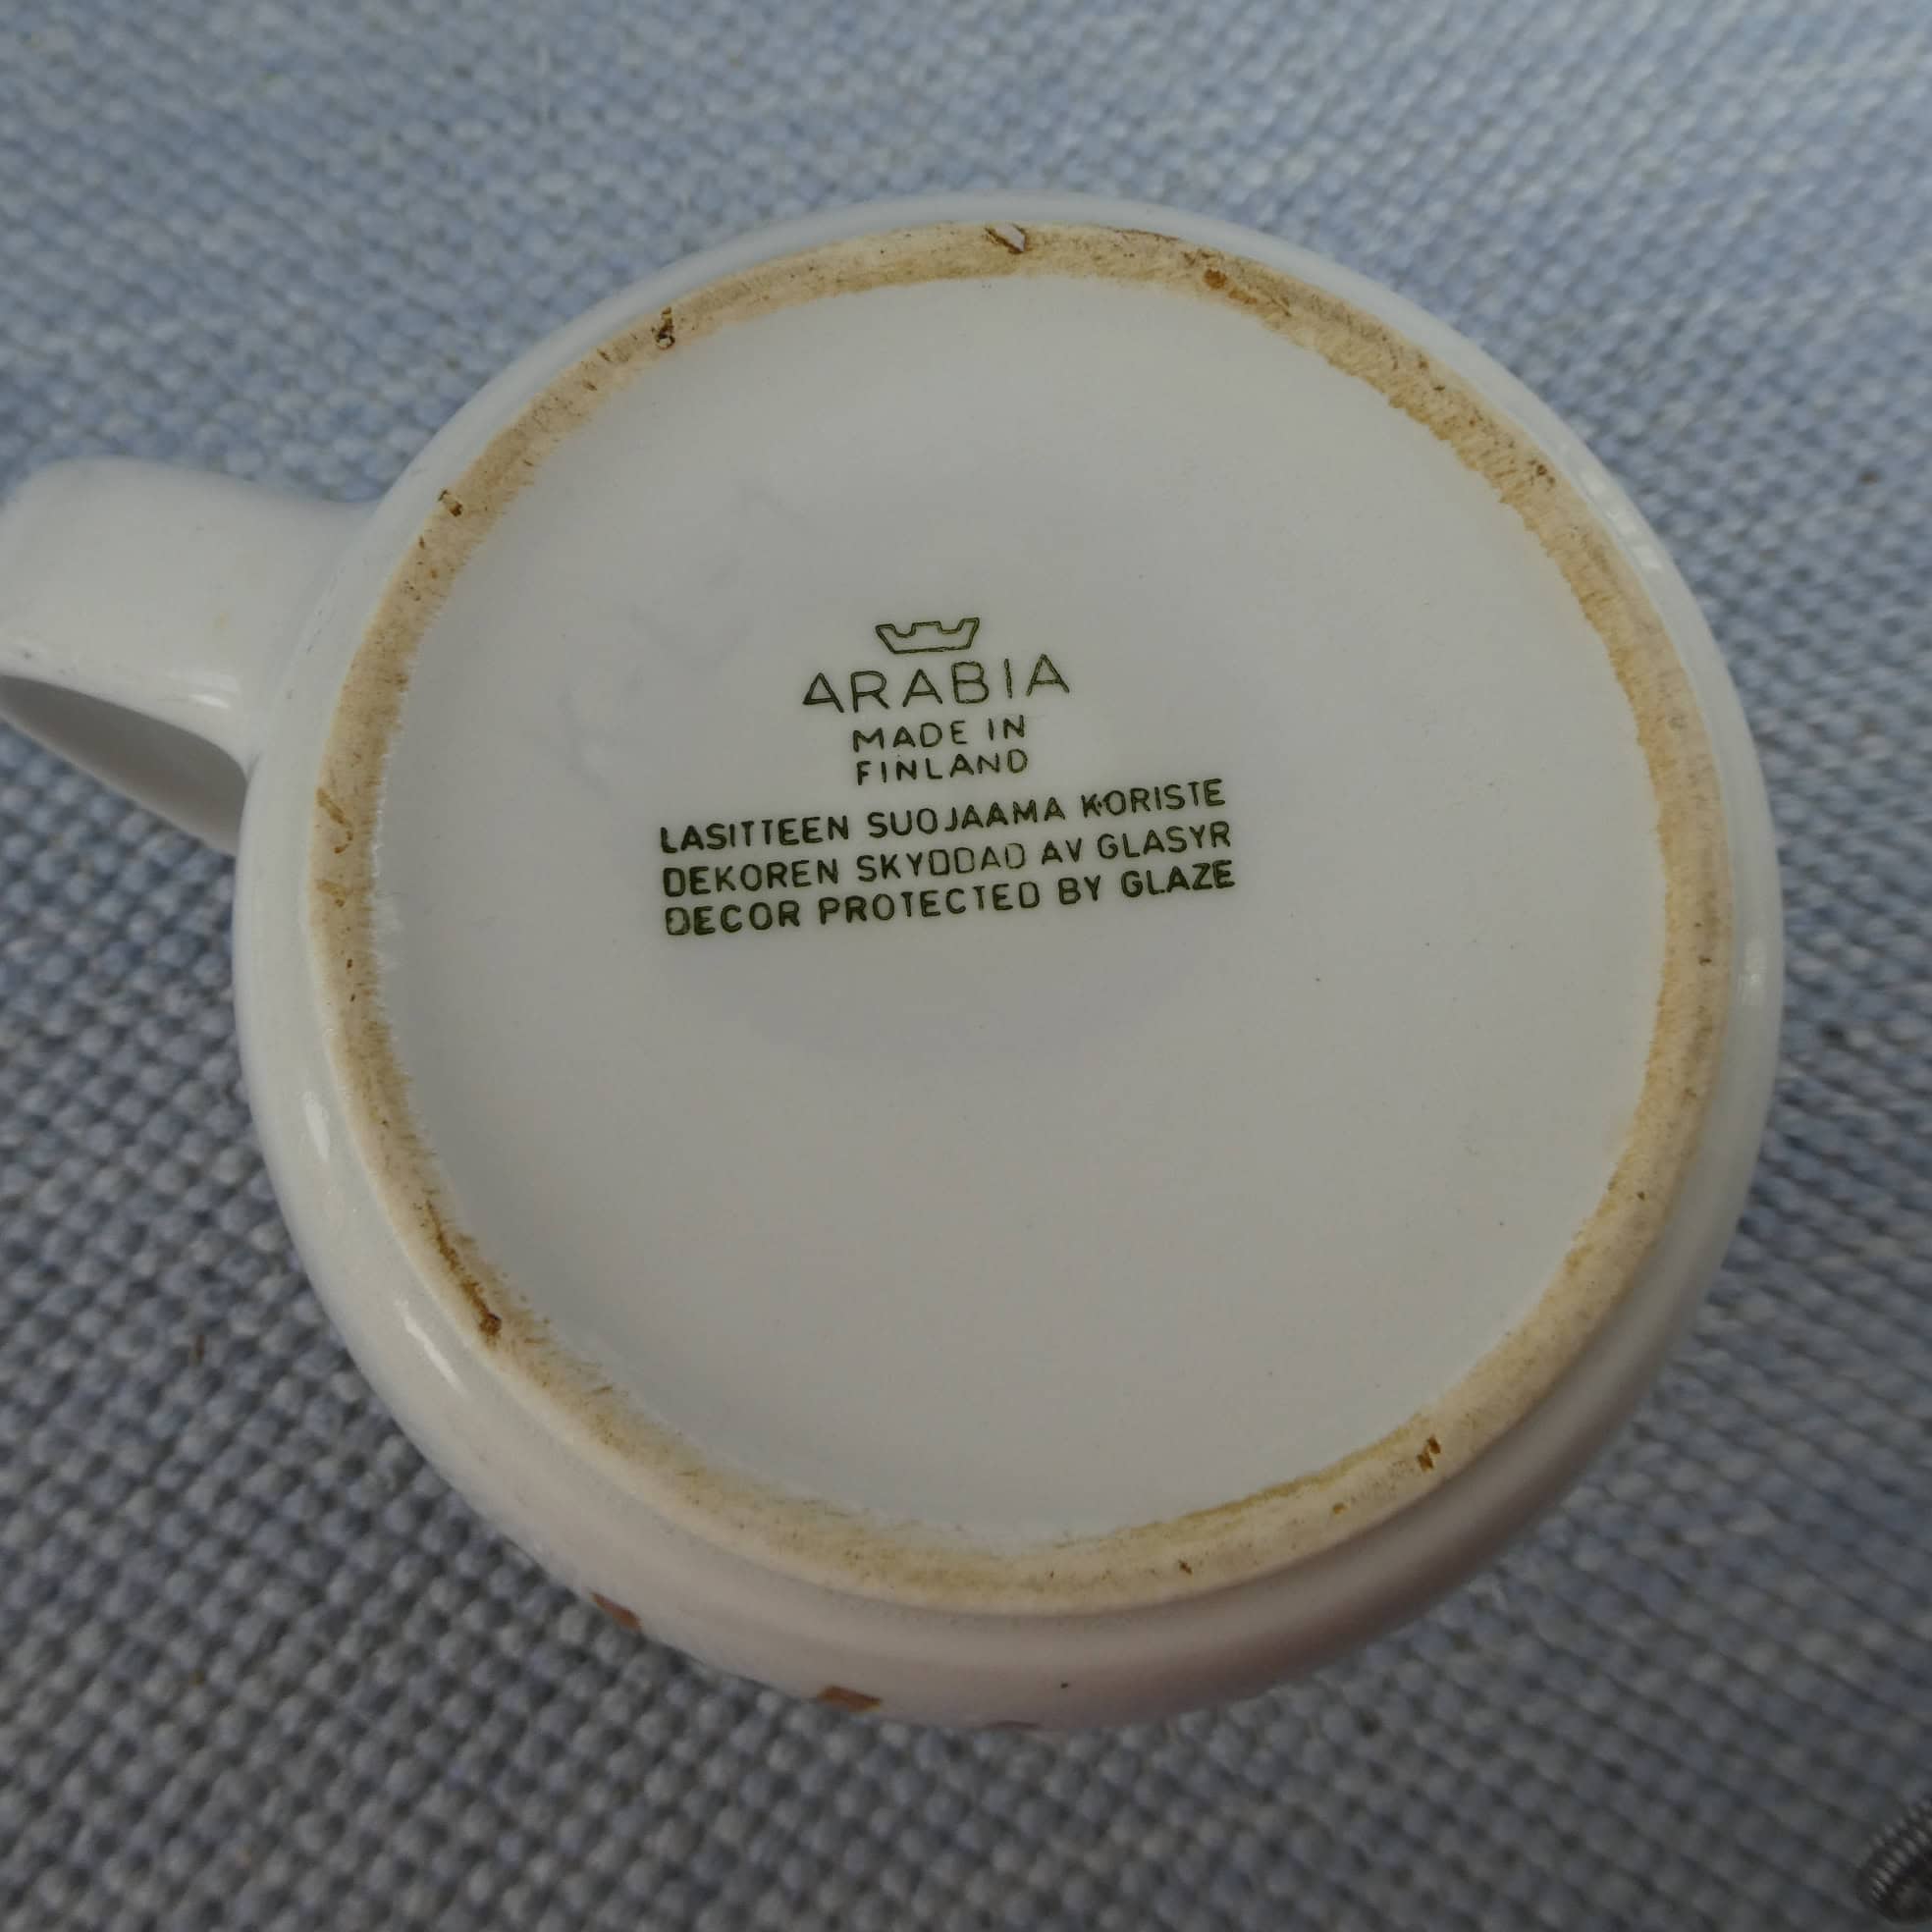 ARABIA
MADE IN
FINLAND
LASITTEEN SUOJAAMA KORISTE
DEKOREN SKYDDAD AV GLASYR
DECOR PROTECTED BY GLAZE